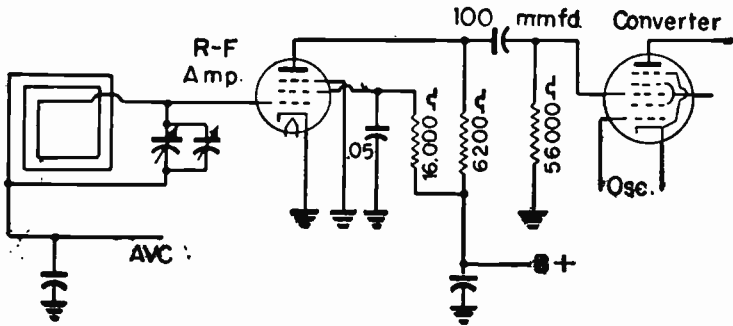 100 mmfd.
Converter
R-F
Amp.
.05
16.000 Ω
6200 Ω
56000 Ω
Osc.
AVC
B +